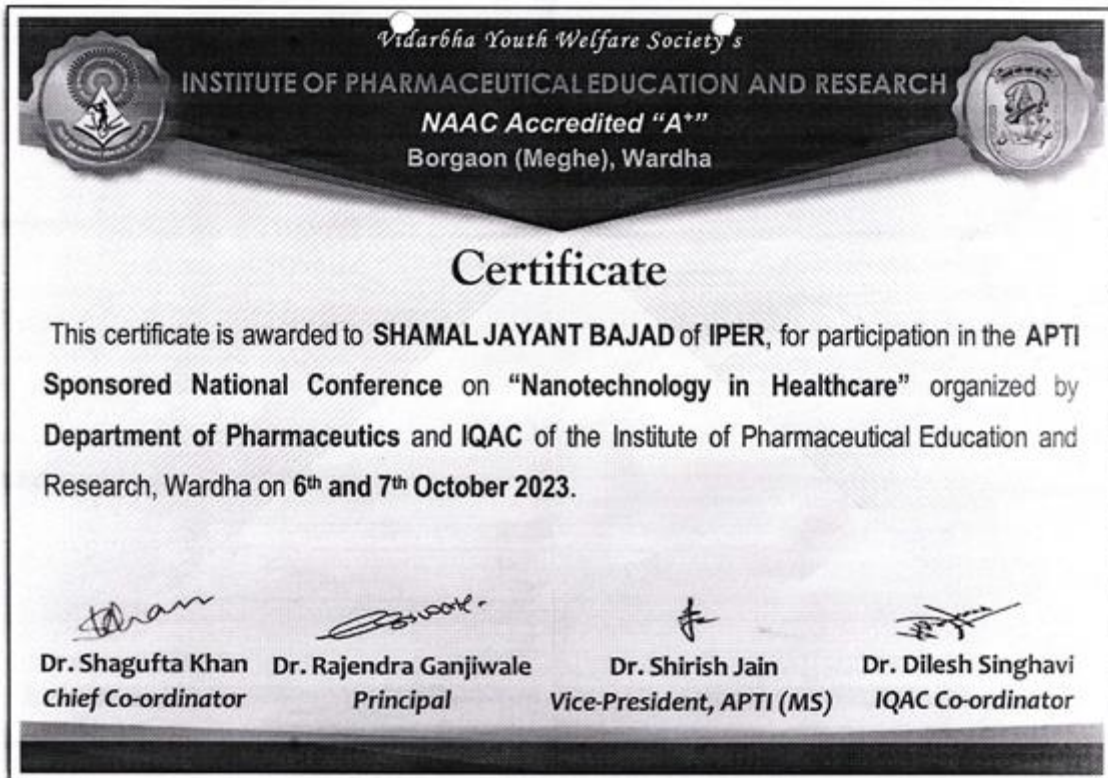 Vidarbha Youth Welfare Society's
INSTITUTE OF PHARMACEUTICAL EDUCATION AND RESEARCH
NAAC Accredited “A+”
Borgaon (Meghe), Wardha
Certificate
This certificate is awarded to SHAMAL JAYANT BAJAD of IPER, for participation in the APTI
Sponsored National Conference on “Nanotechnology in Healthcare” organized by
Department of Pharmaceutics and IQAC of the Institute of Pharmaceutical Education and
Research, Wardha on 6th and 7th October 2023.
Dr. Shagufta Khan Dr. Rajendra Ganjiwale Dr. Shirish Jain Dr. Dilesh Singhavi
Chief Co-ordinator Principal Vice-President, APTI (MS) IQAC Co-ordinator